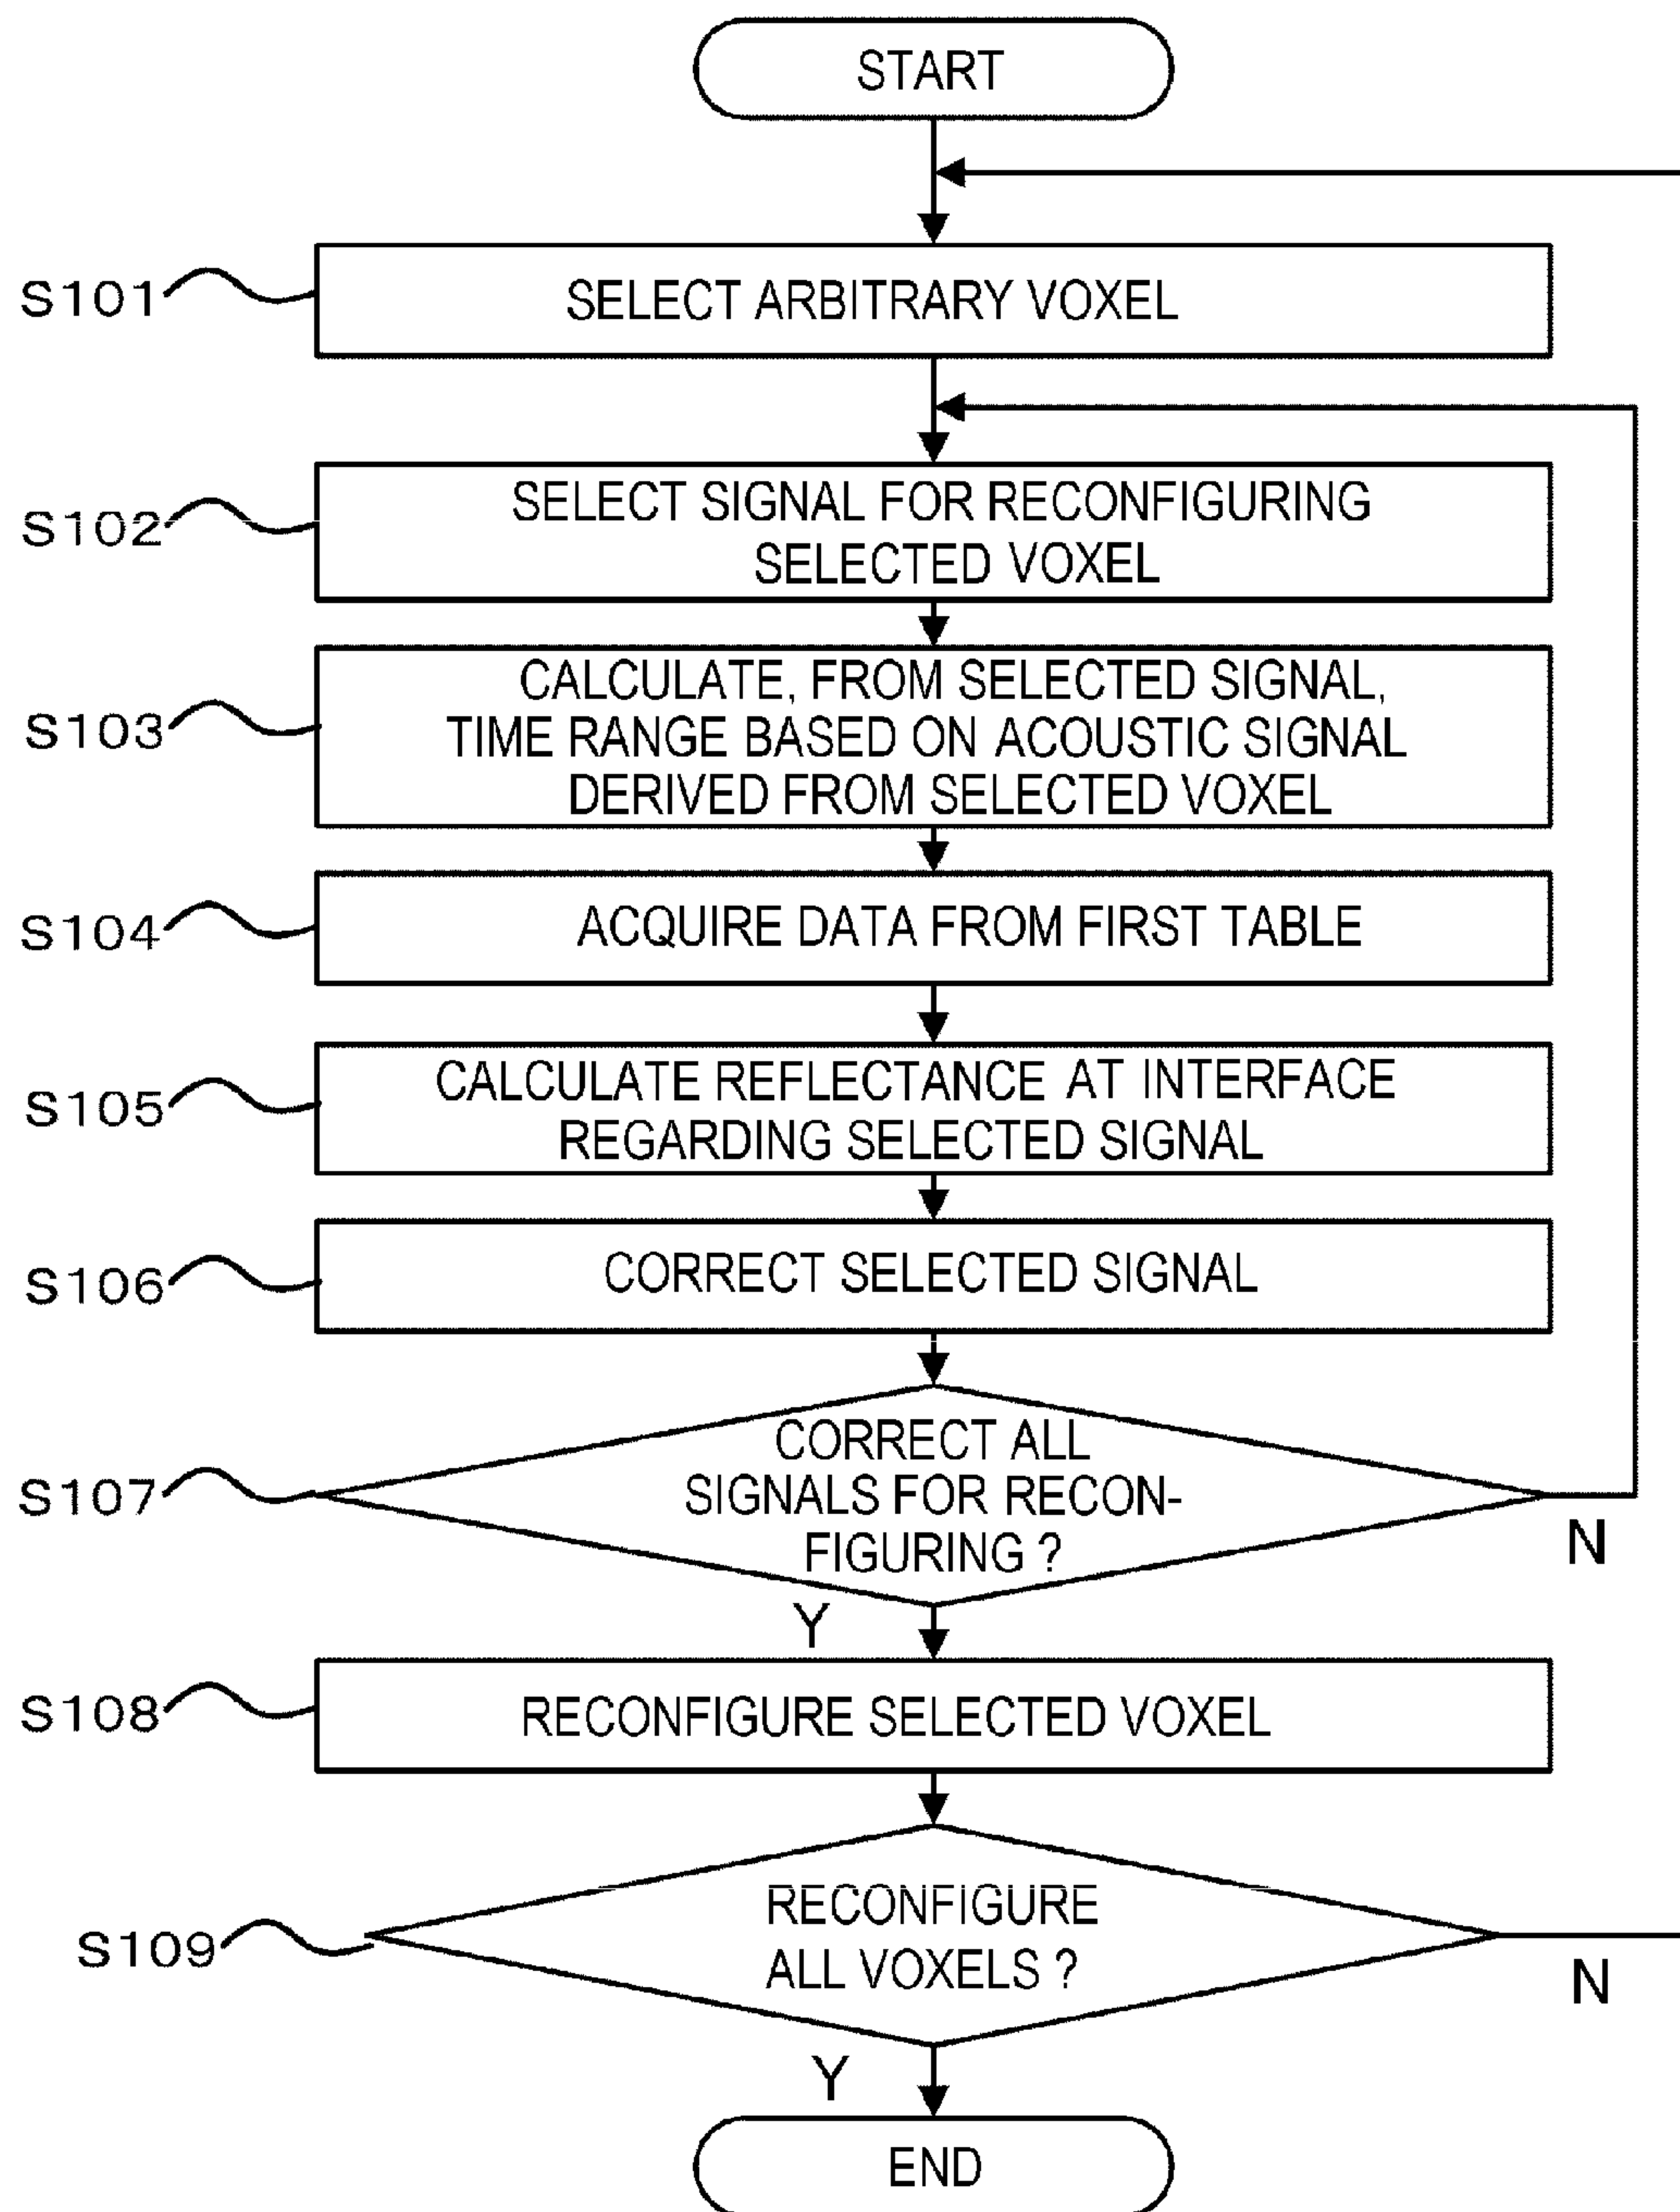 START
S101
SELECT ARBITRARY VOXEL
S102
SELECT SIGNAL FOR RECONFIGURING
SELECTED VOXEL
S103
CALCULATE, FROM SELECTED SIGNAL,
TIME RANGE BASED ON ACOUSTIC SIGNAL
DERIVED FROM SELECTED VOXEL
S104
ACQUIRE DATA FROM FIRST TABLE
S105
CALCULATE REFLECTANCE AT INTERFACE
REGARDING SELECTED SIGNAL
S106
CORRECT SELECTED SIGNAL
S107
CORRECT ALL
SIGNALS FOR RECON-
FIGURING ?
N
Y
S108
RECONFIGURE SELECTED VOXEL
S109
RECONFIGURE
ALL VOXELS ?
N
Y
END